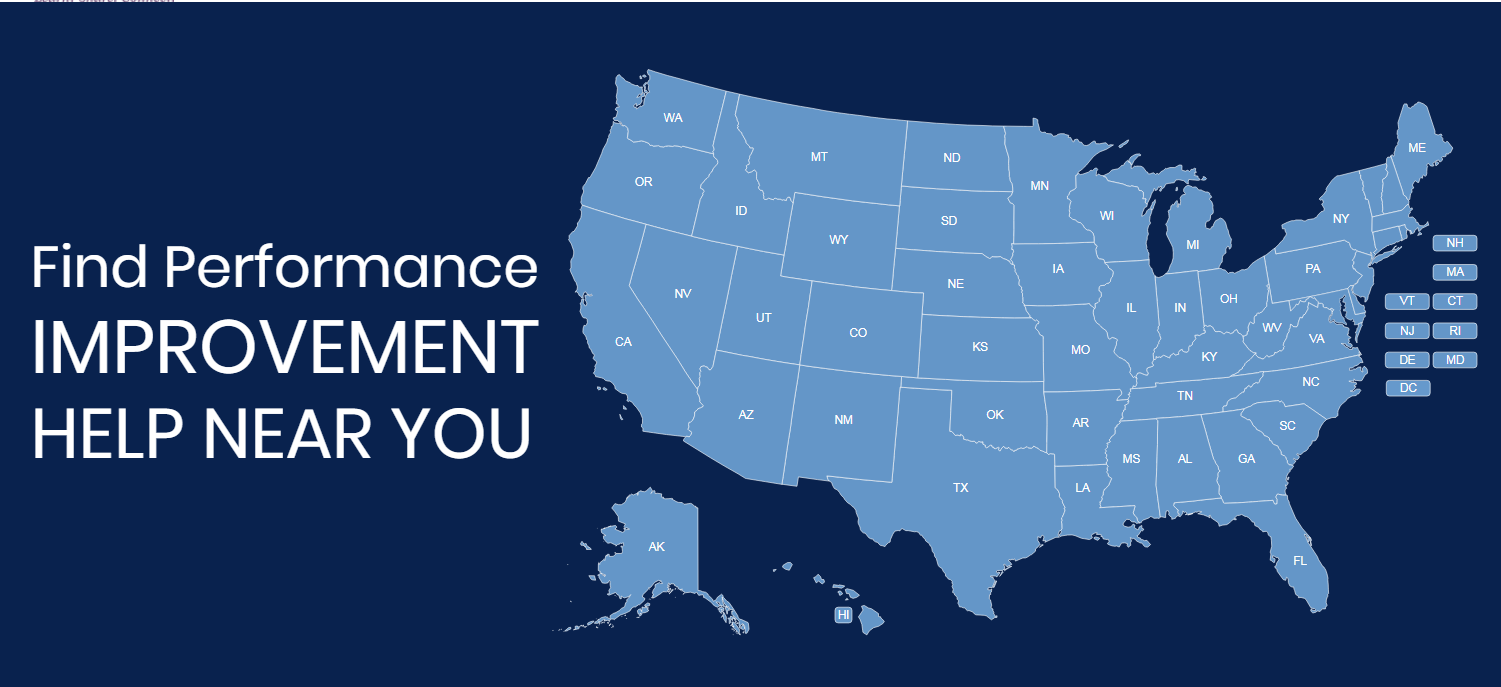 Find Performance
IMPROVEMENT
HELP NEAR YOU
WA
MT
ND
MN
ME
OR
ID
SD
WI
NY
WY
MI
NH
IA
PA
MA
NV
NE
OH
VT
CT
UT
IL
IN
CO
WV
NJ
RI
CA
KS
MO
KY
VA
DE
MD
NC
DC
TN
AZ
NM
OK
AR
SC
MS
AL
GA
TX
LA
AK
FL
HI